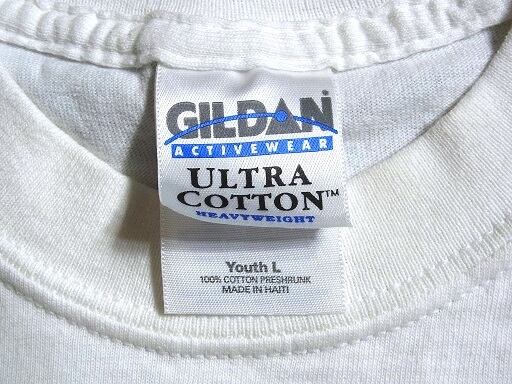 GILDAN
ACTIVEWEAR
ULTRA
COTTON™
HEAVYWEIGHT
Youth L
100% COTTON PRESHRUNK
MADE IN HAITI